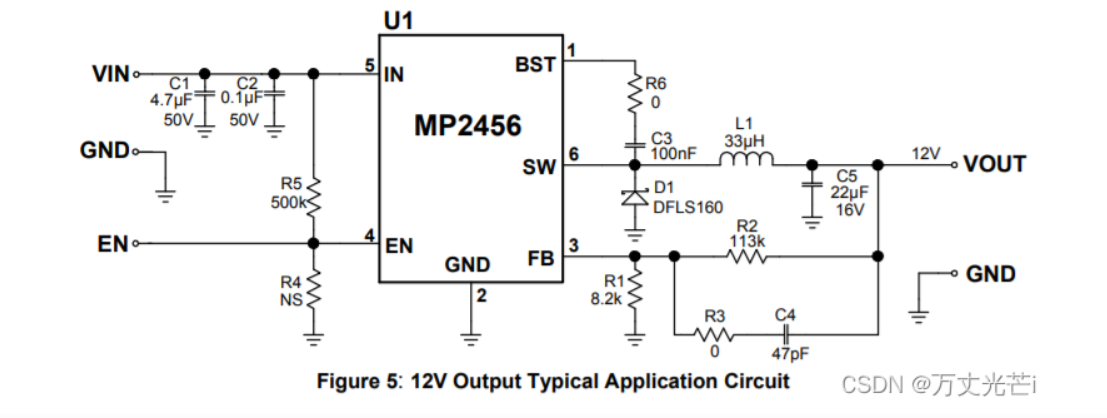 U1
VIN
C1
4.7µF
50V
C2
0.1µF
50V
5
IN
BST
1
R6
0
MP2456
GND
C3
100nF
L1
33µH
SW
6
12V
VOUT
R5
500k
D1
DFLS160
C5
22µF
16V
EN
4
EN
GND
FB
3
R2
113k
2
R4
NS
R1
8.2k
GND
R3
0
C4
47pF
Figure 5: 12V Output Typical Application Circuit
CSDN @万丈光芒i